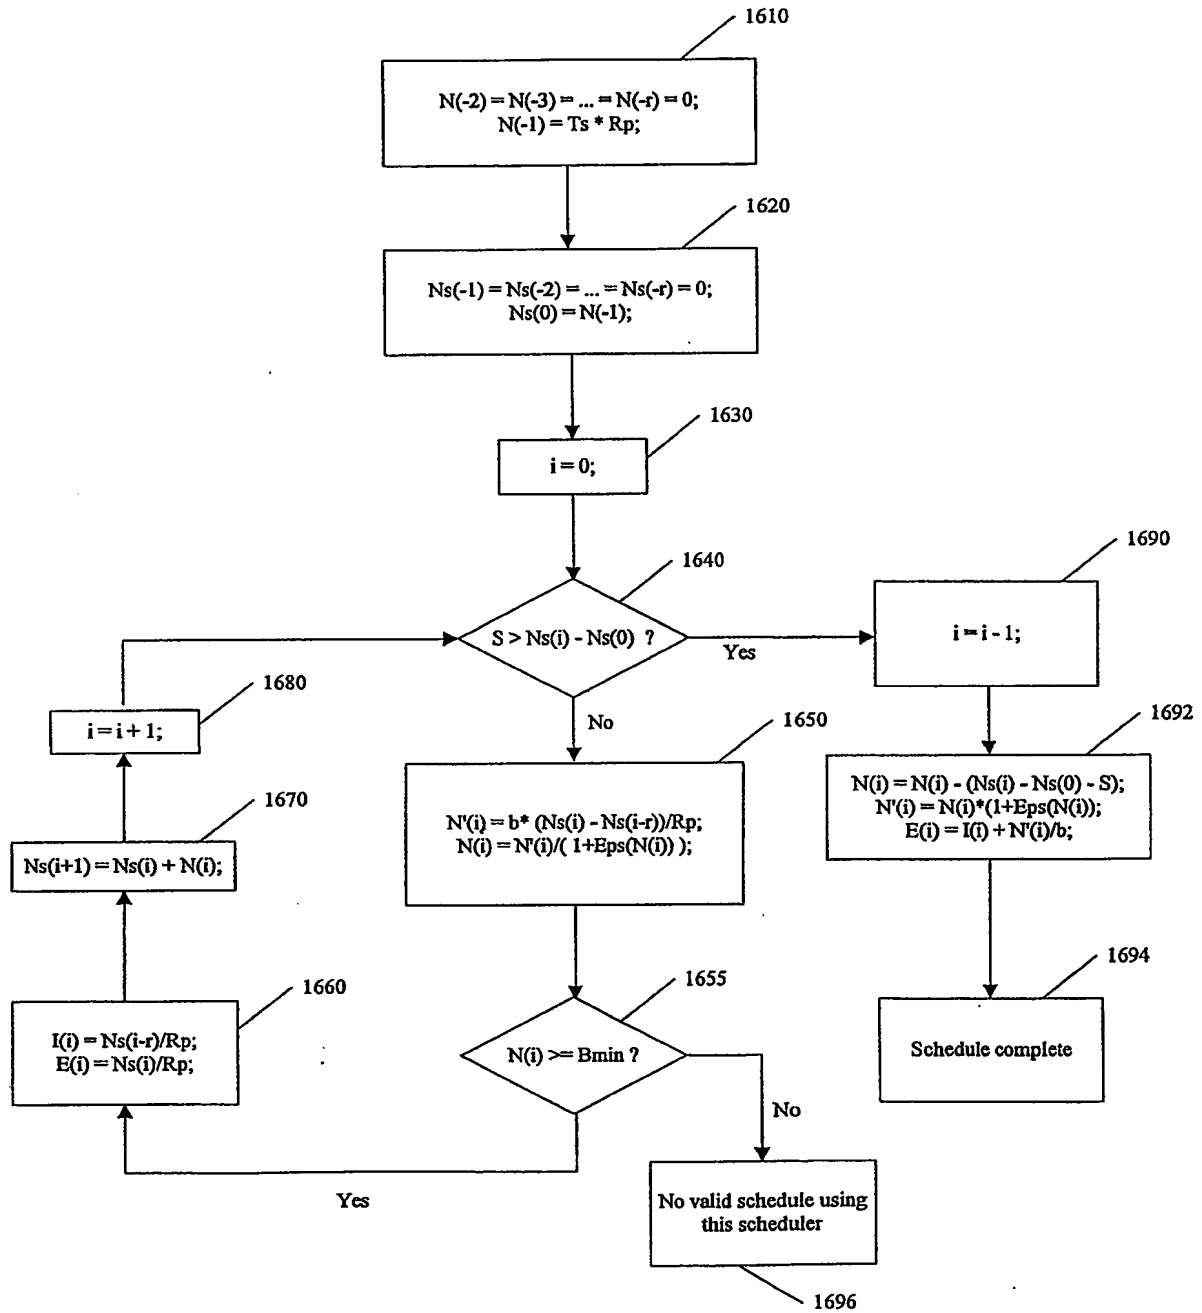 1610
N(-2) = N(-3) = ... = N(-r) = 0;
N(-1) = Ts * Rp;
1620
Ns(-1) = Ns(-2) = ... = Ns(-r) = 0;
Ns(0) = N(-1);
1630
i = 0;
1640
S > Ns(i) - Ns(0) ?
Yes
No
1690
i = i - 1;
1680
i = i + 1;
1650
N'(i) = b* (Ns(i) - Ns(i-r))/Rp;
N(i) = N'(i)/( 1+Eps(N(i)) );
1692
N(i) = N(i) - (Ns(i) - Ns(0) - S);
N'(i) = N(i)*(1+Eps(N(i));
E(i) = I(i) + N'(i)/b;
1670
Ns(i+1) = Ns(i) + N(i);
1660
I(i) = Ns(i-r)/Rp;
E(i) = Ns(i)/Rp;
1655
N(i) >= Bmin ?
Yes
No
1694
Schedule complete
No valid schedule using
this scheduler
1696